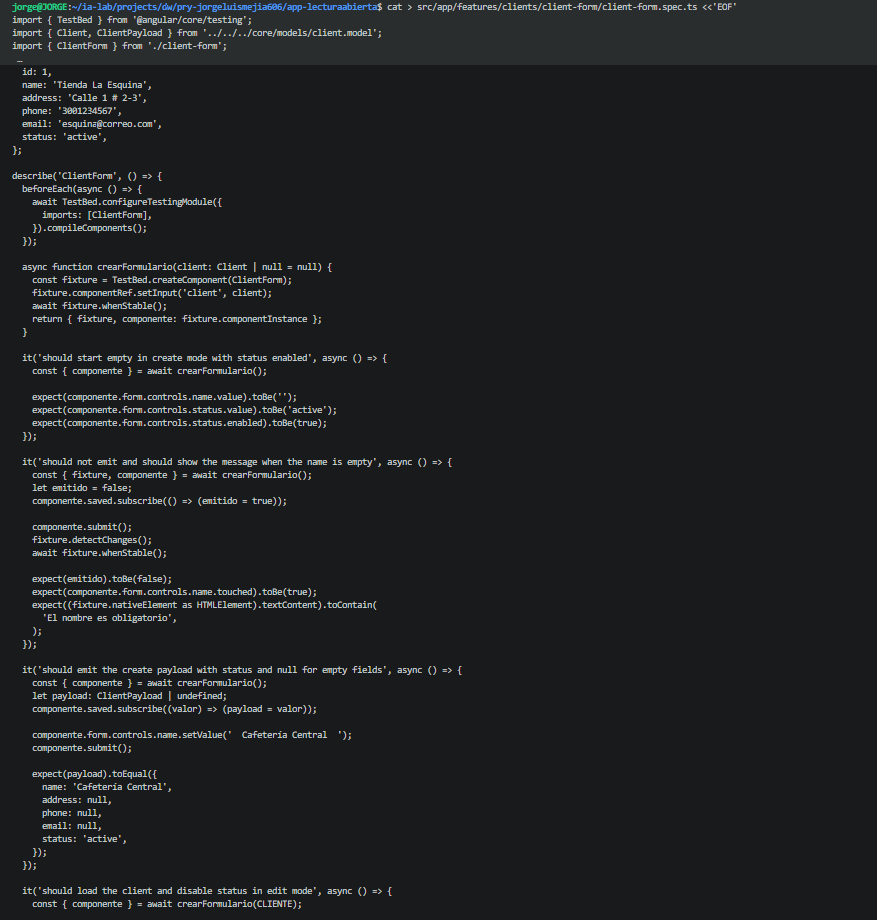 jorge@JORGE:~/ia-lab/projects/dw/pry-jorgeluismejia606/app-lecturaabierta$ cat > src/app/features/clients/client-form/client-form.spec.ts <<'EOF'
import { TestBed } from '@angular/core/testing';
import { Client, ClientPayload } from '../../../core/models/client.model';
import { ClientForm } from './client-form';
…
  id: 1,
  name: 'Tienda La Esquina',
  address: 'Calle 1 # 2-3',
  phone: '3001234567',
  email: 'esquina@correo.com',
  status: 'active',
};

describe('ClientForm', () => {
  beforeEach(async () => {
    await TestBed.configureTestingModule({
      imports: [ClientForm],
    }).compileComponents();
  });

  async function crearFormulario(client: Client | null = null) {
    const fixture = TestBed.createComponent(ClientForm);
    fixture.componentRef.setInput('client', client);
    await fixture.whenStable();
    return { fixture, componente: fixture.componentInstance };
  }

  it('should start empty in create mode with status enabled', async () => {
    const { componente } = await crearFormulario();

    expect(componente.form.controls.name.value).toBe('');
    expect(componente.form.controls.status.value).toBe('active');
    expect(componente.form.controls.status.enabled).toBe(true);
  });

  it('should not emit and should show the message when the name is empty', async () => {
    const { fixture, componente } = await crearFormulario();
    let emitido = false;
    componente.saved.subscribe(() => (emitido = true));

    componente.submit();
    fixture.detectChanges();
    await fixture.whenStable();

    expect(emitido).toBe(false);
    expect(componente.form.controls.name.touched).toBe(true);
    expect((fixture.nativeElement as HTMLElement).textContent).toContain(
      'El nombre es obligatorio',
    );
  });

  it('should emit the create payload with status and null for empty fields', async () => {
    const { componente } = await crearFormulario();
    let payload: ClientPayload | undefined;
    componente.saved.subscribe((valor) => (payload = valor));

    componente.form.controls.name.setValue('  Cafetería Central  ');
    componente.submit();

    expect(payload).toEqual({
      name: 'Cafetería Central',
      address: null,
      phone: null,
      email: null,
      status: 'active',
    });
  });

  it('should load the client and disable status in edit mode', async () => {
    const { componente } = await crearFormulario(CLIENTE);